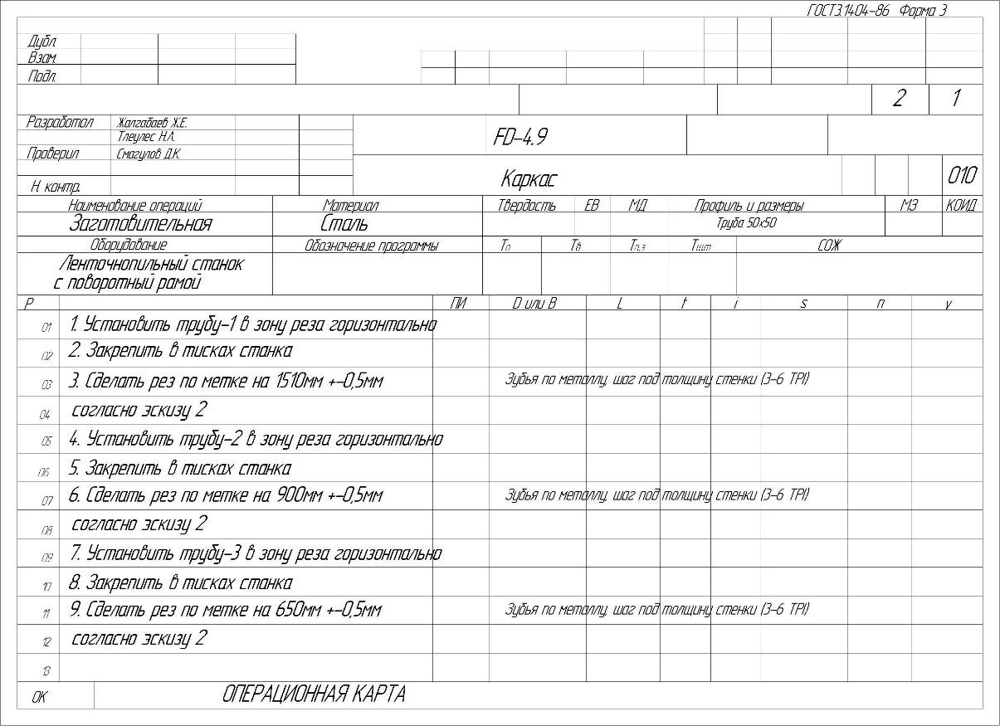 ГОСТ3.1404-86 Форма 3
Дубл.
Взам.
Подл.
2 1
Разработал Жалгабаев Ж.Е.
Тлеулес Н.А.
FD-4.9
Проверил Смагулов Д.К.
Каркас 010
Н. контр.
Наименование операций Материал Твердость ЕВ МД Профиль и размеры МЗ КОИД
Заготовительная Сталь Труба 50х50
Оборудование Обозначение программы То Тв Тп.з Тшт СОЖ
Ленточнопильный станок
с поворотный рамой
Р ПИ D или В L t i s n v
01 1. Установить трубу-1 в зону реза горизонтально
02 2. Закрепить в тисках станка
03 3. Сделать рез по метке на 1510мм +-0,5мм Зубья по металлу, шаг под толщину стенки (3-6 TPI)
04 согласно эскизу 2
05 4. Установить трубу-2 в зону реза горизонтально
06 5. Закрепить в тисках станка
07 6. Сделать рез по метке на 900мм +-0,5мм Зубья по металлу, шаг под толщину стенки (3-6 TPI)
08 согласно эскизу 2
09 7. Установить трубу-3 в зону реза горизонтально
10 8. Закрепить в тисках станка
11 9. Сделать рез по метке на 650мм +-0,5мм Зубья по металлу, шаг под толщину стенки (3-6 TPI)
12 согласно эскизу 2
13
ОК ОПЕРАЦИОННАЯ КАРТА